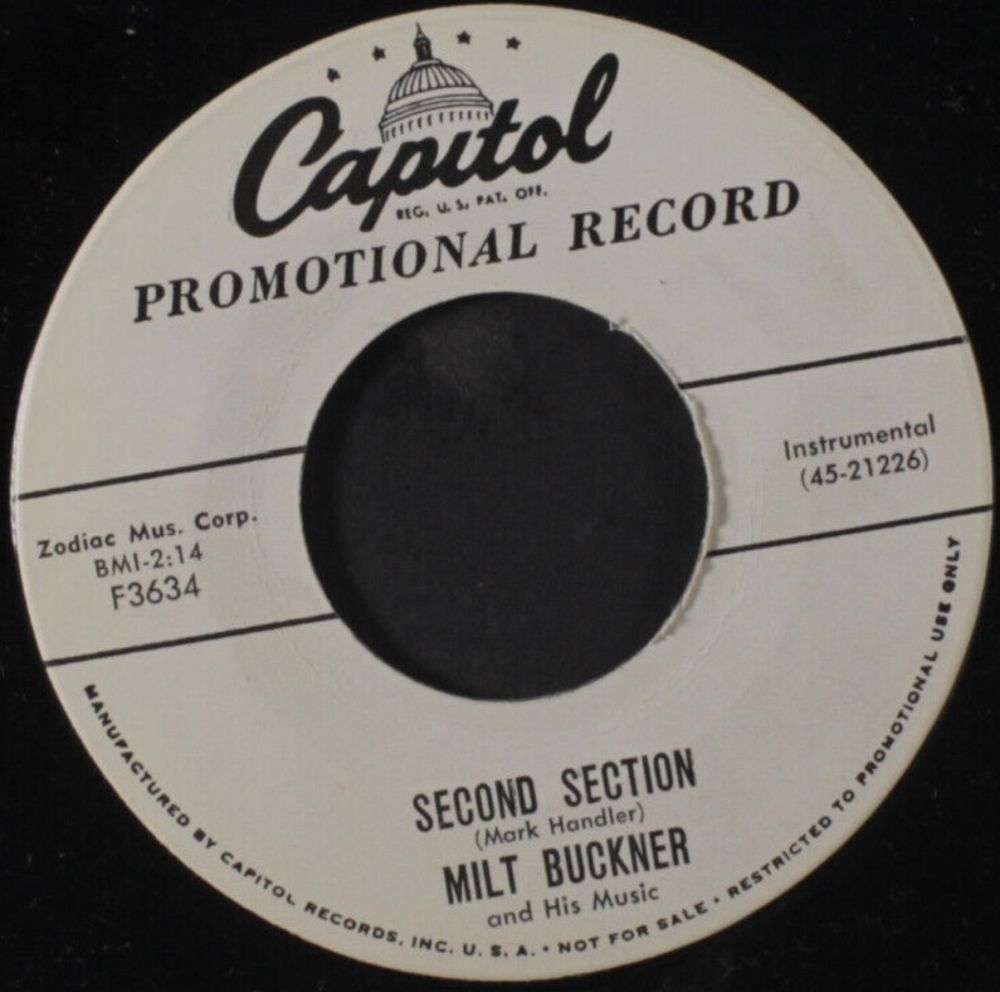 Capitol
REG. U. S. PAT. OFF.
PROMOTIONAL RECORD
Instrumental
(45-21226)
Zodiac Mus. Corp.
BMI-2:14
F3634
SECOND SECTION
(Mark Handler)
MILT BUCKNER
and His Music
MANUFACTURED BY CAPITOL RECORDS, INC. U. S. A. • NOT FOR SALE • RESTRICTED TO PROMOTIONAL USE ONLY